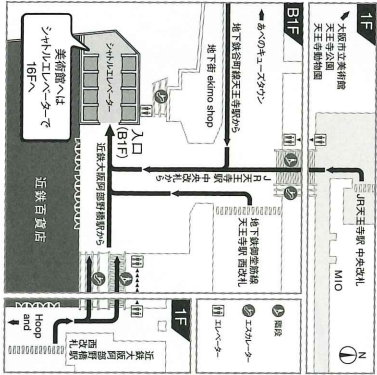 1F
大阪市立美術館
天王寺公園
天王寺動物園
JR天王寺駅 中央改札
MIO
N
B1F
あべのキューズタウン
地下鉄谷町線天王寺駅から
地下街 ekimo shop
JR天王寺駅 中央改札から
地下鉄御堂筋線
天王寺駅 西改札
入口
(B1F)
近鉄大阪阿部野橋駅から
シャトルエレベーター
美術館へは
シャトルエレベーターで
16Fへ
近鉄百貨店
階段
エスカレーター
エレベーター
1F
近鉄大阪
阿部野橋駅
西改札
Hoop
and